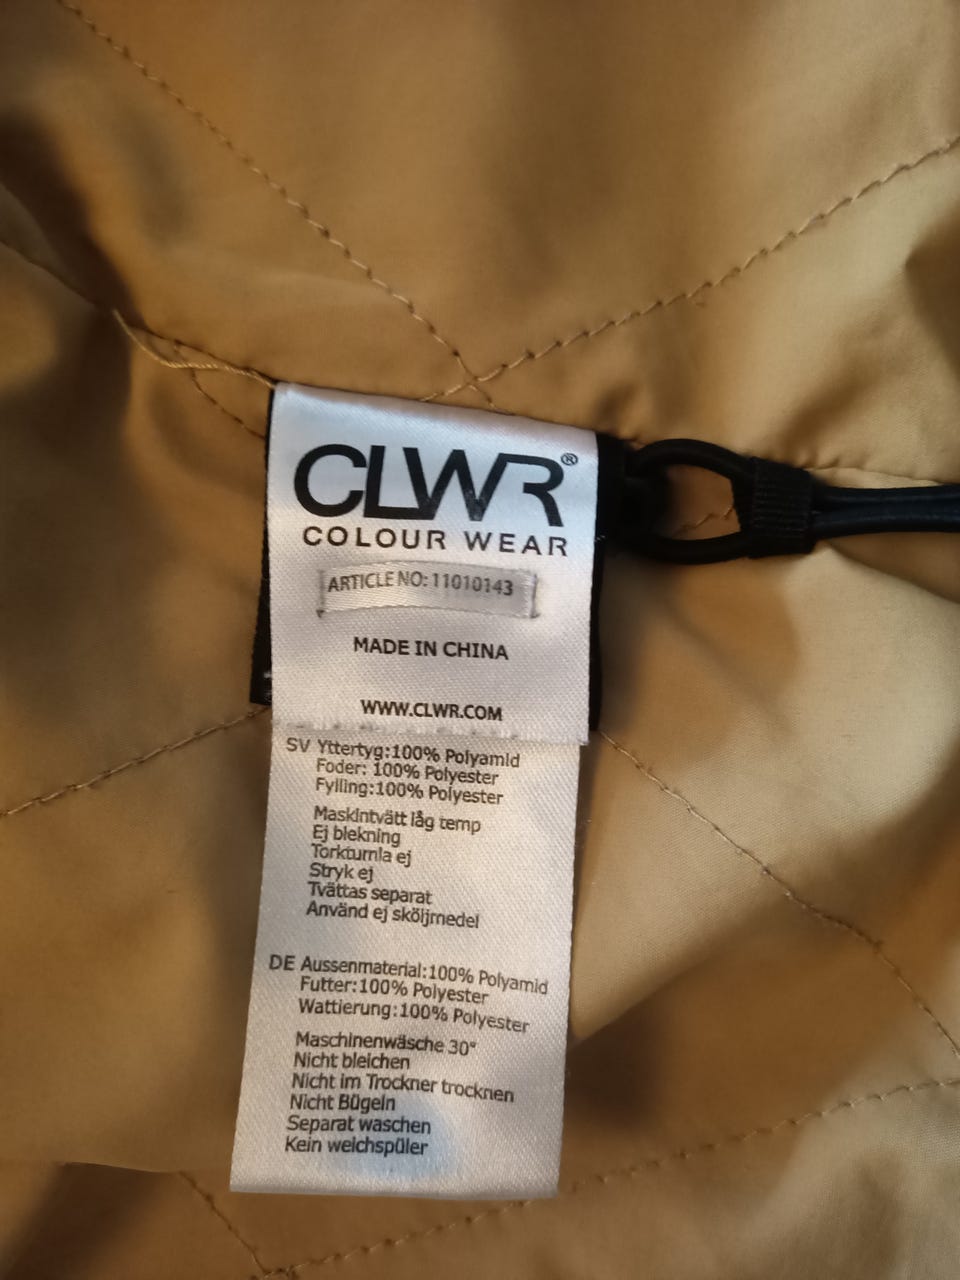 CLWR®
COLOUR WEAR
ARTICLE NO: 11010143
MADE IN CHINA
WWW.CLWR.COM
SV Yttertyg:100% Polyamid
Foder: 100% Polyester
Fylling:100% Polyester
Maskintvätt låg temp
Ej blekning
Torkturnla ej
Stryk ej
Tvättas separat
Använd ej sköljmedel
DE Aussenmaterial:100% Polyamid
Futter:100% Polyester
Wattierung:100% Polyester
Maschinenwäsche 30°
Nicht bleichen
Nicht im Trockner trocknen
Nicht Bügeln
Separat waschen
Kein weichspüler